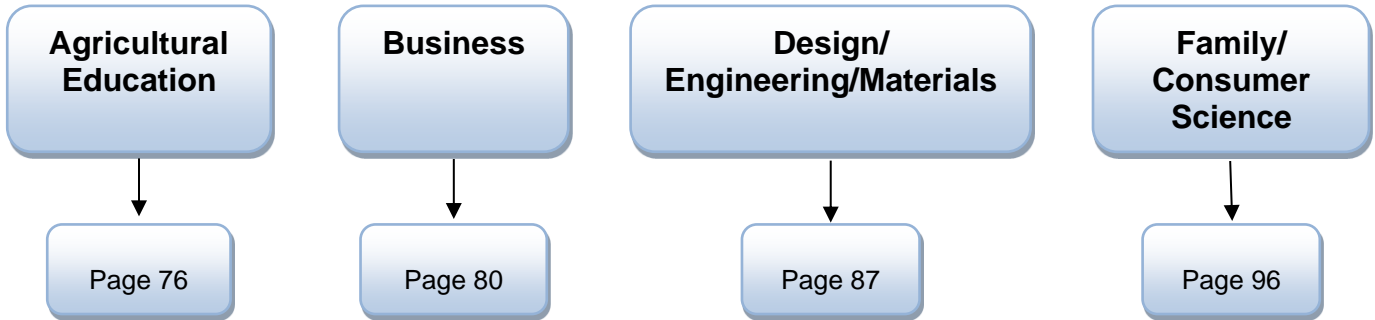 Agricultural
Education
Business
Design/
Engineering/Materials
Family/
Consumer
Science
Page 76
Page 80
Page 87
Page 96